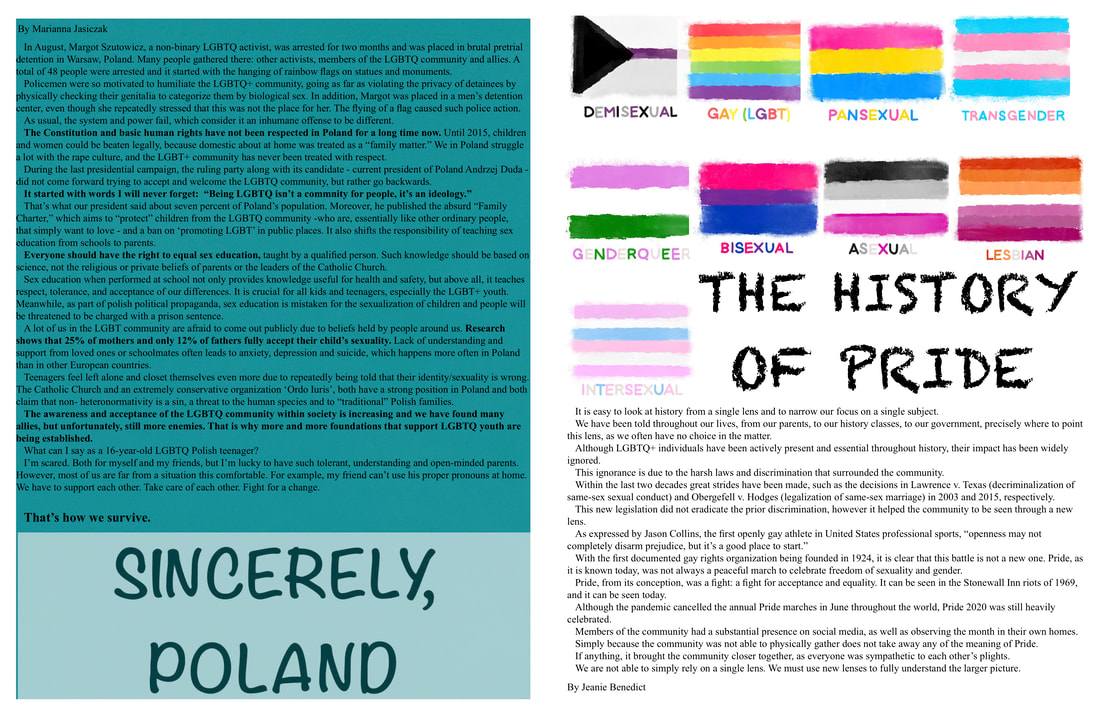 By Marianna Jasiczak
In August, Margot Szutowicz, a non-binary LGBTQ activist, was arrested for two months and was placed in brutal pretrial
detention in Warsaw, Poland. Many people gathered there: other activists, members of the LGBTQ community and allies. A
total of 48 people were arrested and it started with the hanging of rainbow flags on statues and monuments.
Policemen were so motivated to humiliate the LGBTQ+ community, going as far as violating the privacy of detainees by
physically checking their genitalia to categorize them by biological sex. In addition, Margot was placed in a men's detention
center, even though she repeatedly stressed that this was not the place for her. The flying of a flag caused such police action.
As usual, the system and power fail, which consider it an inhumane offense to be different.
The Constitution and basic human rights have not been respected in Poland for a long time now. Until 2015, children
and women could be beaten legally, because domestic about at home was treated as a “family matter.” We in Poland struggle
a lot with the rape culture, and the LGBT+ community has never been treated with respect.
During the last presidential campaign, the ruling party along with its candidate - current president of Poland Andrzej Duda -
did not come forward trying to accept and welcome the LGBTQ community, but rather go backwards.
It started with words I will never forget: “Being LGBTQ isn’t a commnity for people, it’s an ideology.”
That’s what our president said about seven percent of Poland’s population. Moreover, he published the absurd “Family
Charter,” which aims to “protect” children from the LGBTQ community -who are, essentially like other ordinary people,
that simply want to love - and a ban on ‘promoting LGBT’ in public places. It also shifts the responsibility of teaching sex
education from schools to parents.
Everyone should have the right to equal sex education, taught by a qualified person. Such knowledge should be based on
science, not the religious or private beliefs of parents or the leaders of the Catholic Church.
Sex education when performed at school not only provides knowledge useful for health and safety, but above all, it teaches
respect, tolerance, and acceptance of our differences. It is crucial for all kids and teenagers, especially the LGBT+ youth.
Meanwhile, as part of polish political propaganda, sex education is mistaken for the sexualization of children and people will
be threatened to be charged with a prison sentence.
A lot of us in the LGBT community are afraid to come out publicly due to beliefs held by people around us. Research
shows that 25% of mothers and only 12% of fathers fully accept their child’s sexuality. Lack of understanding and
support from loved ones or schoolmates often leads to anxiety, depression and suicide, which happens more often in Poland
than in other European countries.
Teenagers feel left alone and closet themselves even more due to repeatedly being told that their identity/sexuality is wrong.
The Catholic Church and an extremely conservative organization ‘Ordo Iuris’, both have a strong position in Poland and both
claim that non- heteronormativity is a sin, a threat to the human species and to “traditional” Polish families.
The awareness and acceptance of the LGBTQ community within society is increasing and we have found many
allies, but unfortunately, still more enemies. That is why more and more foundations that support LGBTQ youth are
being established.
What can I say as a 16-year-old LGBTQ Polish teenager?
I’m scared. Both for myself and my friends, but I’m lucky to have such tolerant, understanding and open-minded parents.
However, most of us are far from a situation this comfortable. For example, my friend can’t use his proper pronouns at home.
We have to support each other. Take care of each other. Fight for a change.
That’s how we survive.
SINCERELY,
POLAND
DEMISEXUAL GAY (LGBT) PANSEXUAL TRANSGENDER
GENDERQUEER BISEXUAL ASEXUAL LESBIAN
INTERSEXUAL
THE HISTORY
OF PRIDE
It is easy to look at history from a single lens and to narrow our focus on a single subject.
We have been told throughout our lives, from our parents, to our history classes, to our government, precisely where to point
this lens, as we often have no choice in the matter.
Although LGBTQ+ individuals have been actively present and essential throughout history, their impact has been widely
ignored.
This ignorance is due to the harsh laws and discrimination that surrounded the community.
Within the last two decades great strides have been made, such as the decisions in Lawrence v. Texas (decriminalization of
same-sex sexual conduct) and Obergefell v. Hodges (legalization of same-sex marriage) in 2003 and 2015, respectively.
This new legislation did not eradicate the prior discrimination, however it helped the community to be seen through a new
lens.
As expressed by Jason Collins, the first openly gay athlete in United States professional sports, “openness may not
completely disarm prejudice, but it’s a good place to start.”
With the first documented gay rights organization being founded in 1924, it is clear that this battle is not a new one. Pride, as
it is known today, was not always a peaceful march to celebrate freedom of sexuality and gender.
Pride, from its conception, was a fight: a fight for acceptance and equality. It can be seen in the Stonewall Inn riots of 1969,
and it can be seen today.
Although the pandemic cancelled the annual Pride marches in June throughout the world, Pride 2020 was still heavily
celebrated.
Members of the community had a substantial presence on social media, as well as observing the month in their own homes.
Simply because the community was not able to physically gather does not take away any of the meaning of Pride.
If anything, it brought the community closer together, as everyone was sympathetic to each other’s plights.
We are not able to simply rely on a single lens. We must use new lenses to fully understand the larger picture.
By Jeanie Benedict